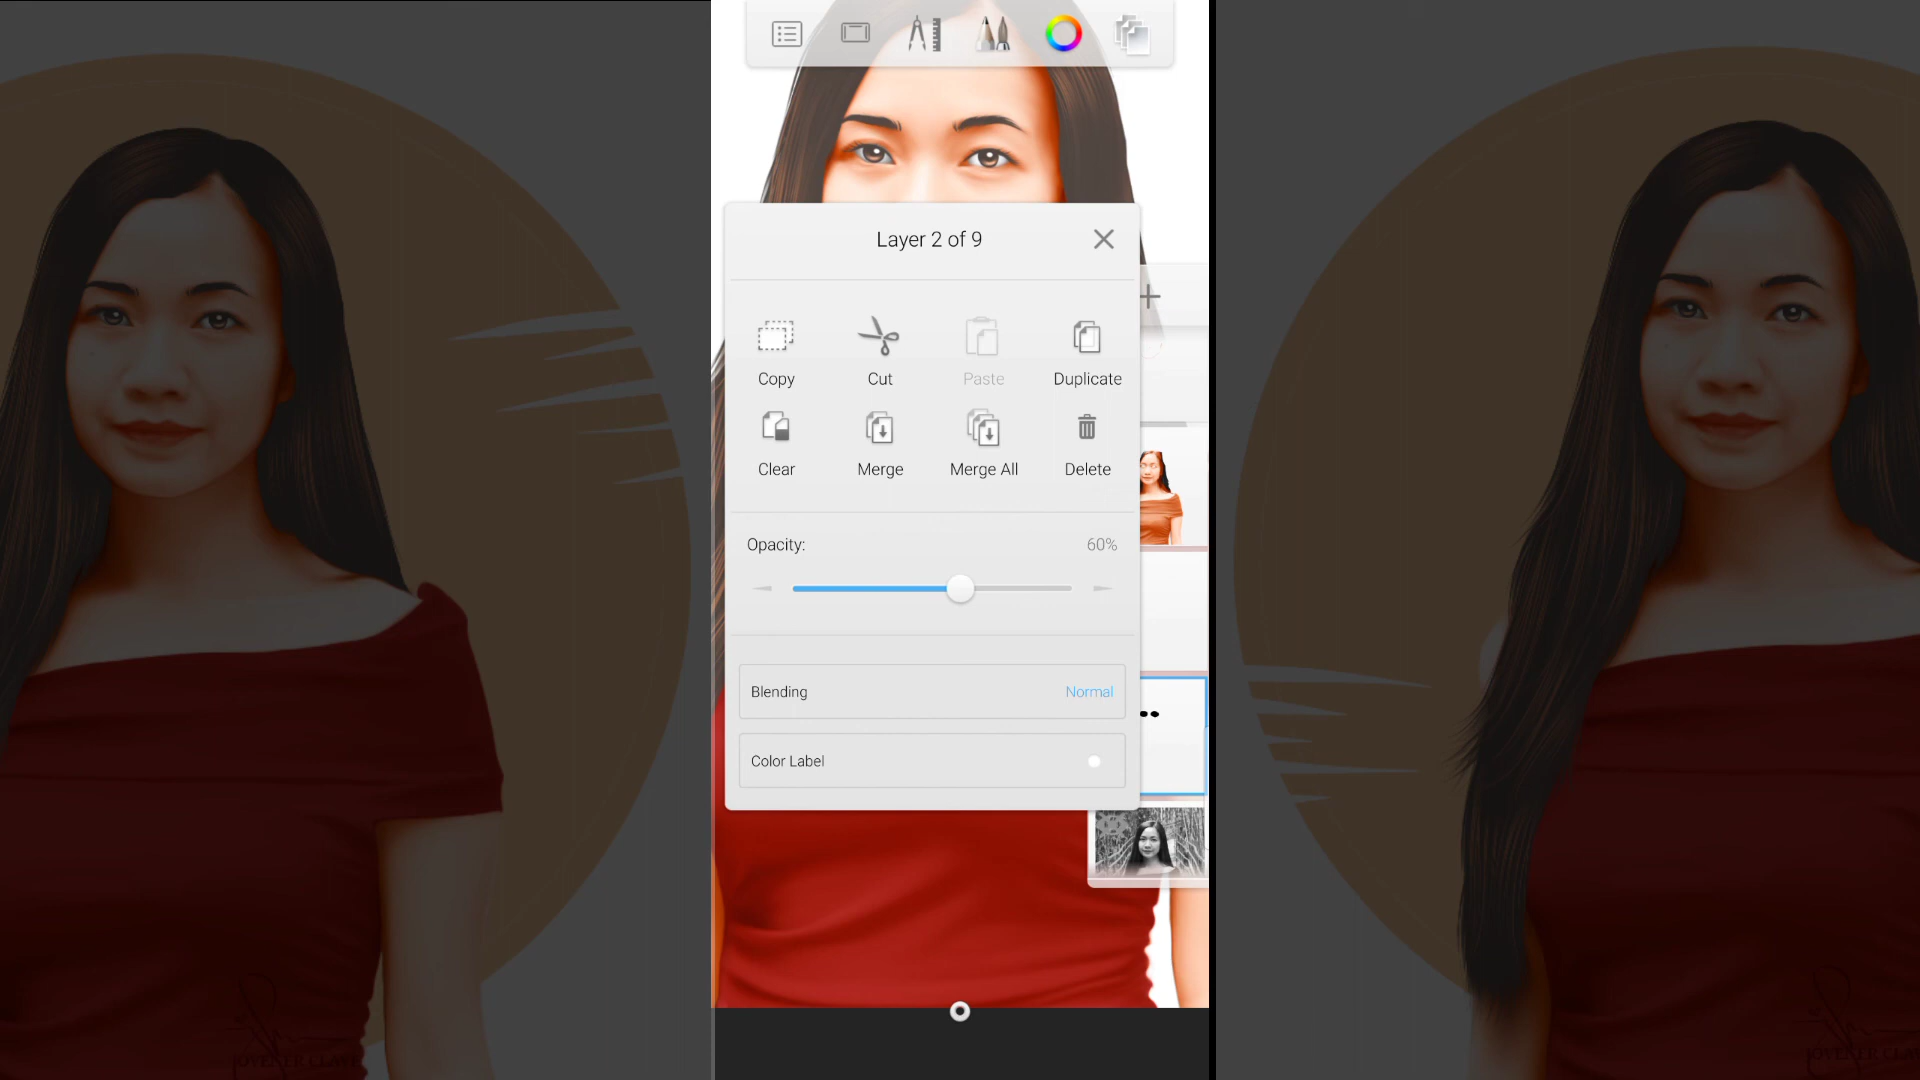 Layer 2 of 9
Copy
Cut
Paste
Duplicate
Clear
Merge
Merge All
Delete
Opacity:
60%
Blending
Normal
Color Label